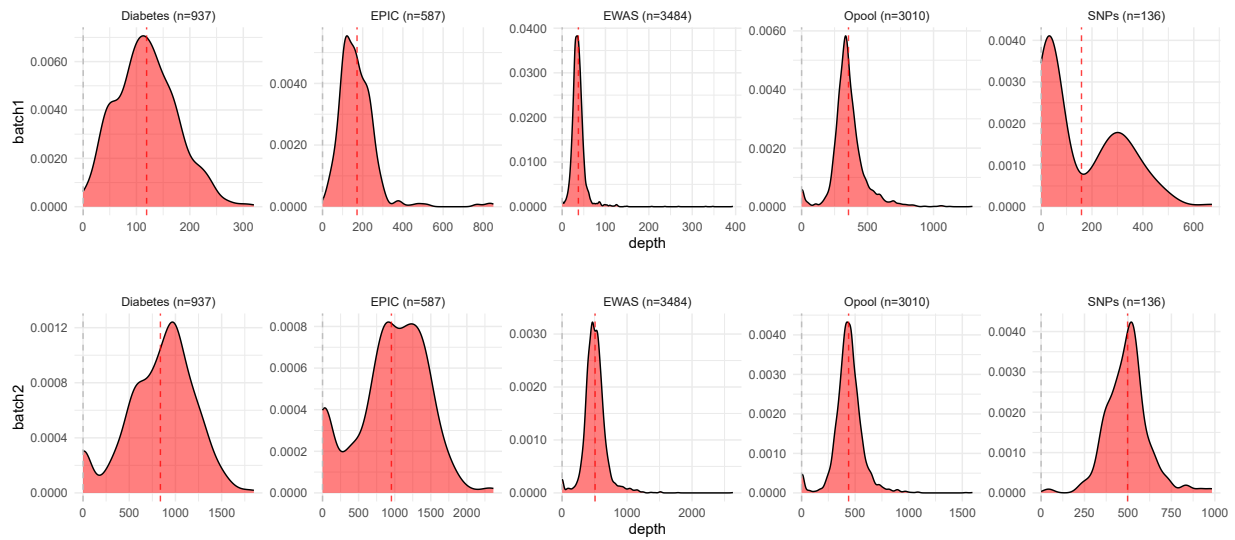 Diabetes (n=937) EPIC (n=587) EWAS (n=3484) Opool (n=3010) SNPs (n=136)
batch1
0.0060 0.0040 0.0020 0.0000
0.0040 0.0020 0.0000
0.0400 0.0300 0.0200 0.0100 0.0000
0.0060 0.0040 0.0020 0.0000
0.0040 0.0030 0.0020 0.0010 0.0000
0 100 200 300
0 200 400 600 800
0 100 200 300 400
0 500 1000
0 200 400 600
depth
Diabetes (n=937) EPIC (n=587) EWAS (n=3484) Opool (n=3010) SNPs (n=136)
batch2
0.0012 0.0008 0.0004 0.0000
0.0008 0.0006 0.0004 0.0002 0.0000
0.0030 0.0020 0.0010 0.0000
0.0040 0.0030 0.0020 0.0010 0.0000
0.0040 0.0030 0.0020 0.0010 0.0000
0 500 1000 1500
0 500 1000 1500 2000
0 1000 2000
0 500 1000 1500
0 250 500 750 1000
depth